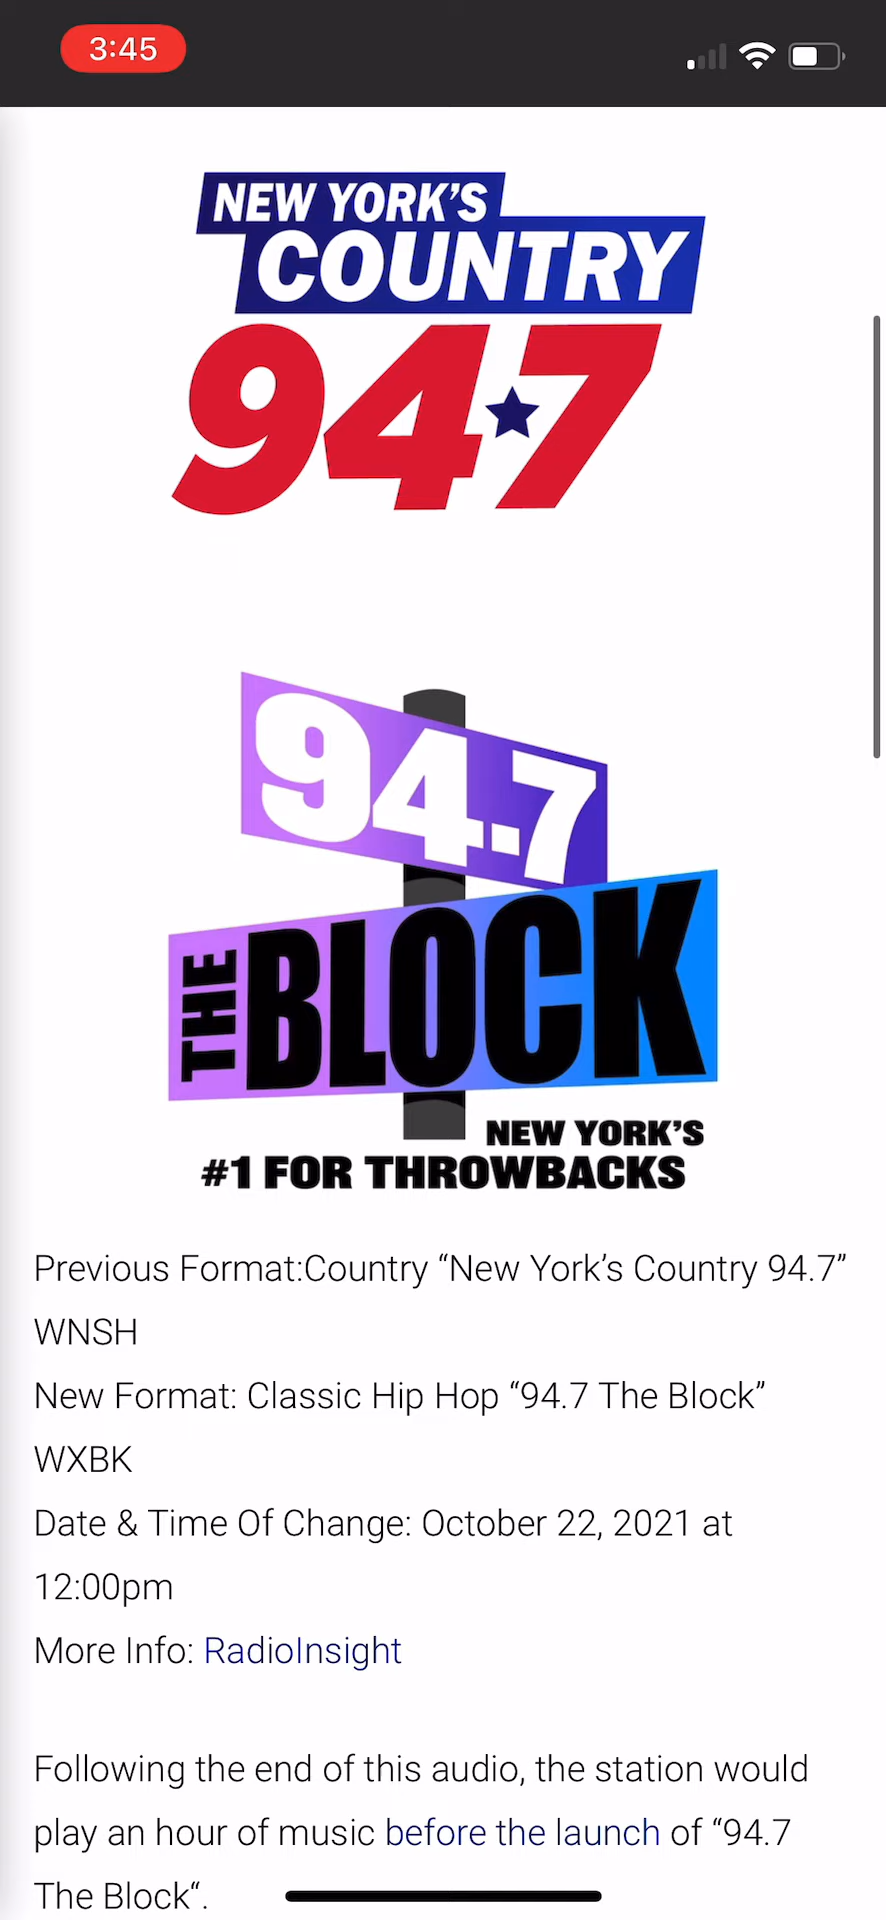 3:45
NEW YORK’S
COUNTRY
94★7
94.7
THE BLOCK
NEW YORK’S
#1 FOR THROWBACKS
Previous Format:Country “New York’s Country 94.7”
WNSH
New Format: Classic Hip Hop “94.7 The Block”
WXBK
Date & Time Of Change: October 22, 2021 at
12:00pm
More Info: RadioInsight
Following the end of this audio, the station would
play an hour of music before the launch of “94.7
The Block“.